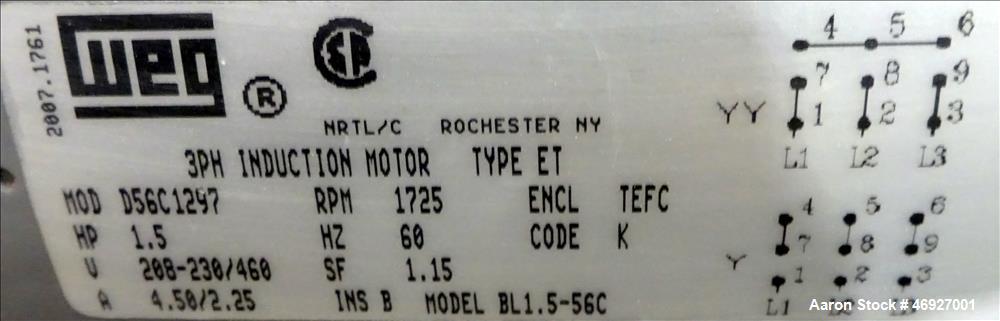 2007.1761
WEG ®
NRTL/C ROCHESTER NY
3PH INDUCTION MOTOR TYPE ET
MOD D56C1297 RPM 1725 ENCL TEFC
HP 1.5 HZ 60 CODE K
V 208-230/460 SF 1.15
A 4.50/2.25 INS B MODEL BL1.5-56C
4 5 6
7 8 9
YY 1 2 3
L1 L2 L3
4 5 6
7 8 9
Y 1 2 3
L1
Aaron Stock # 46927001